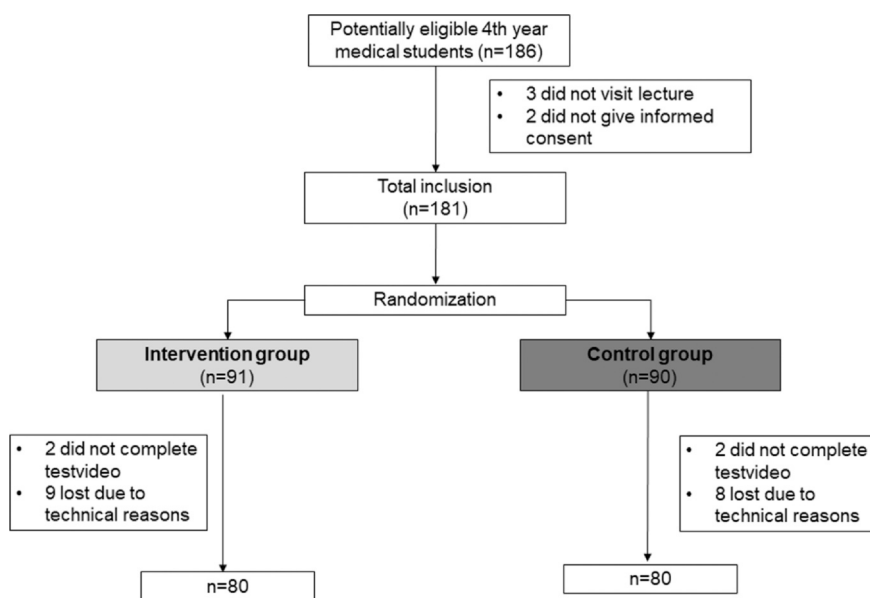 Potentially eligible 4th year
medical students (n=186)
• 3 did not visit lecture
• 2 did not give informed
consent
Total inclusion
(n=181)
Randomization
Intervention group
(n=91)
Control group
(n=90)
• 2 did not complete
testvideo
• 9 lost due to
technical reasons
• 2 did not complete
testvideo
• 8 lost due to
technical reasons
n=80
n=80